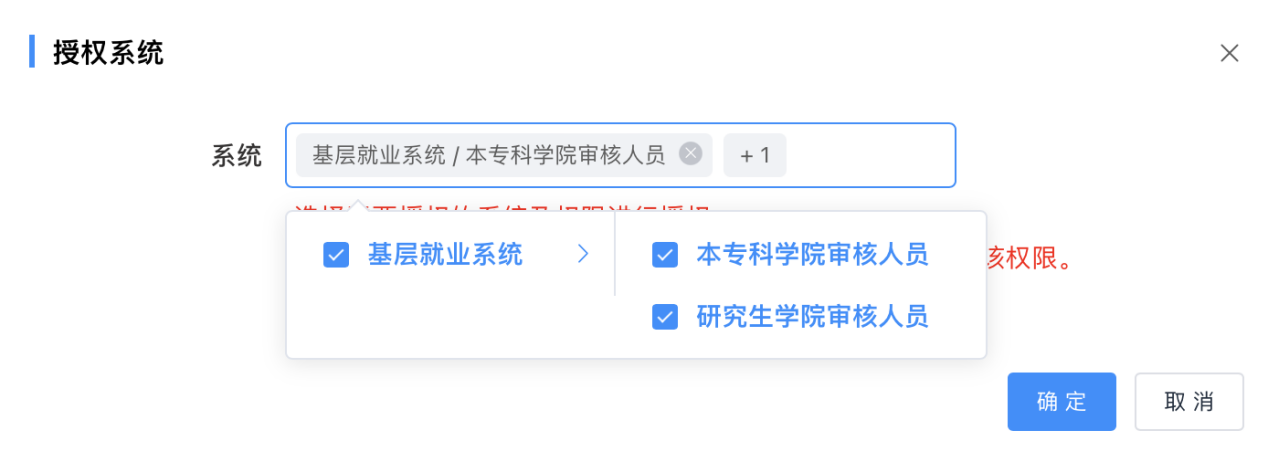 授权系统
系统
基层就业系统 / 本专科学院审核人员
+ 1
基层就业系统
本专科学院审核人员
权限。
研究生学院审核人员
确 定
取 消